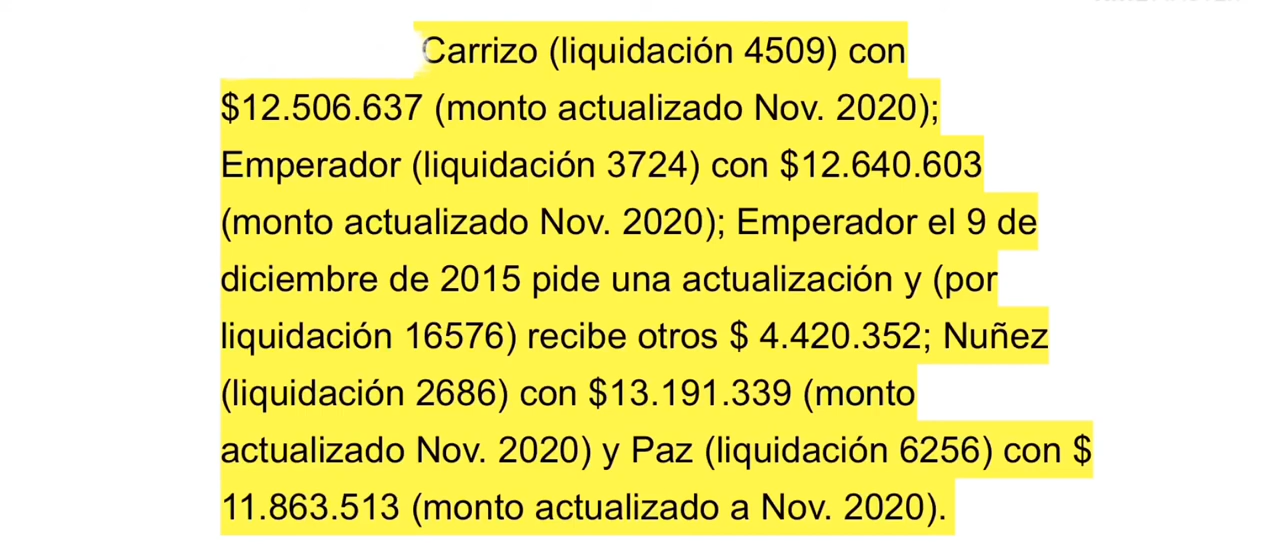 Carrizo (liquidación 4509) con
$12.506.637 (monto actualizado Nov. 2020);
Emperador (liquidación 3724) con $12.640.603
(monto actualizado Nov. 2020); Emperador el 9 de
diciembre de 2015 pide una actualización y (por
liquidación 16576) recibe otros $ 4.420.352; Nuñez
(liquidación 2686) con $13.191.339 (monto
actualizado Nov. 2020) y Paz (liquidación 6256) con $
11.863.513 (monto actualizado a Nov. 2020).